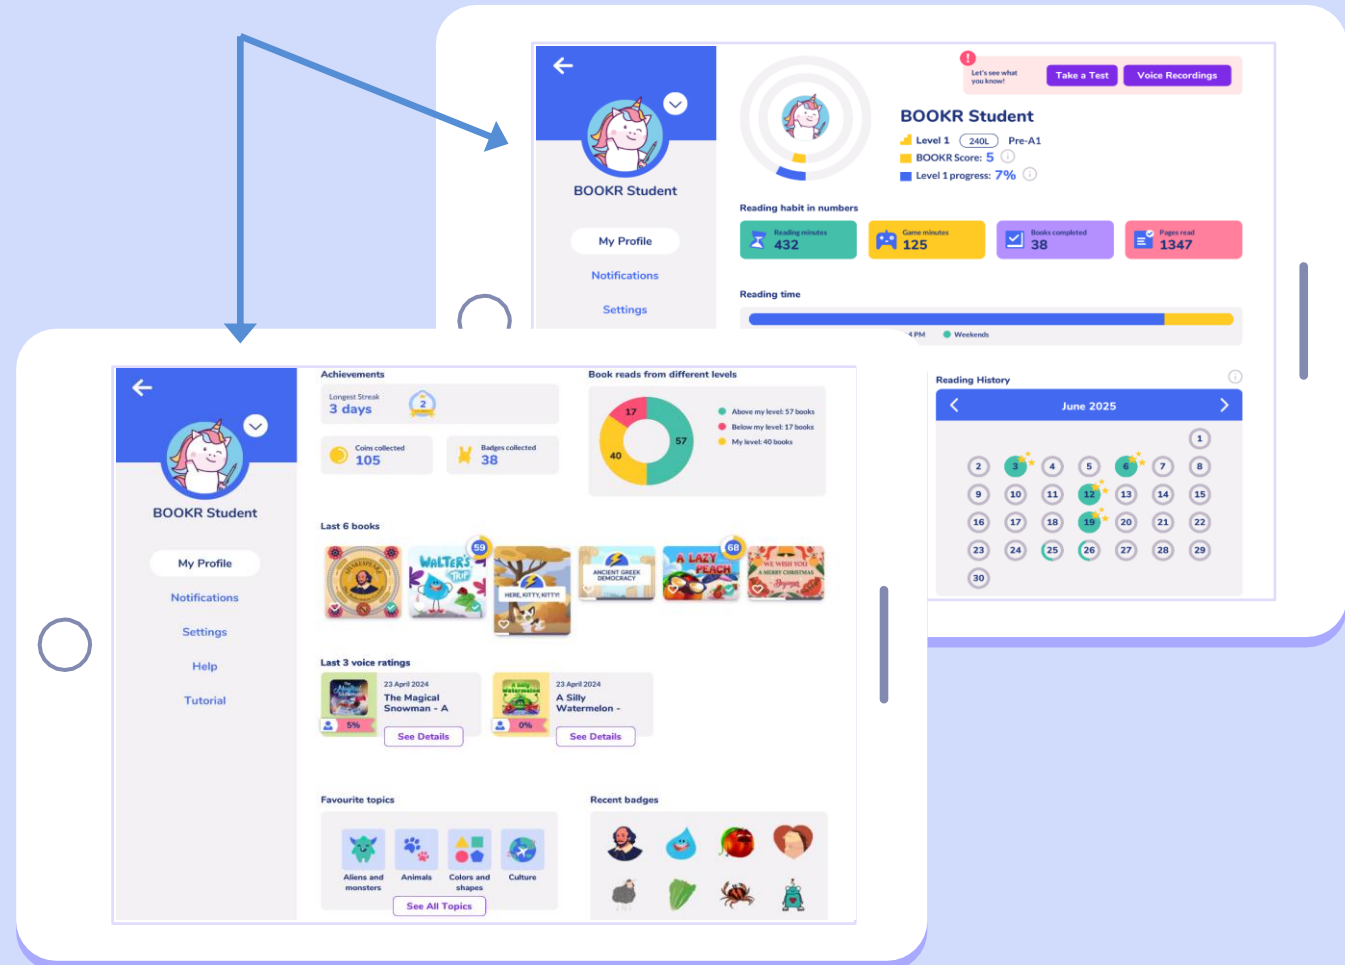 !
Let's see what
you know!
Take a Test
Voice Recordings
BOOKR Student
Level 1 240L Pre-A1
BOOKR Score: 5
Level 1 progress: 7%
BOOKR Student
My Profile
Notifications
Settings
Reading habit in numbers
Reading minutes
432
Game minutes
125
Books completed
38
Pages read
1347
Reading time
4 PM
Weekends
Reading History
June 2025
1
2 3 4 5 6 7 8
9 10 11 12 13 14 15
16 17 18 19 20 21 22
23 24 25 26 27 28 29
30
BOOKR Student
My Profile
Notifications
Settings
Help
Tutorial
Achievements
Longest Streak
3 days
2
Coins collected
105
Badges collected
38
Book reads from different levels
17
57
40
Above my level: 57 books
Below my level: 17 books
My level: 40 books
Last 6 books
SHAKESPEARE
59
WALTER'S
TRIP
HERE, KITTY, KITTY!
ANCIENT GREEK
DEMOCRACY
68
A LAZY
PEACH
WE WISH YOU
A MERRY CHRISTMAS
Last 3 voice ratings
23 April 2024
The Magical
Snowman - A
5%
See Details
A Silly
Watermelon
23 April 2024
A Silly
Watermelon -
0%
See Details
Favourite topics
Aliens and
monsters
Animals
Colors and
shapes
Culture
See All Topics
Recent badges